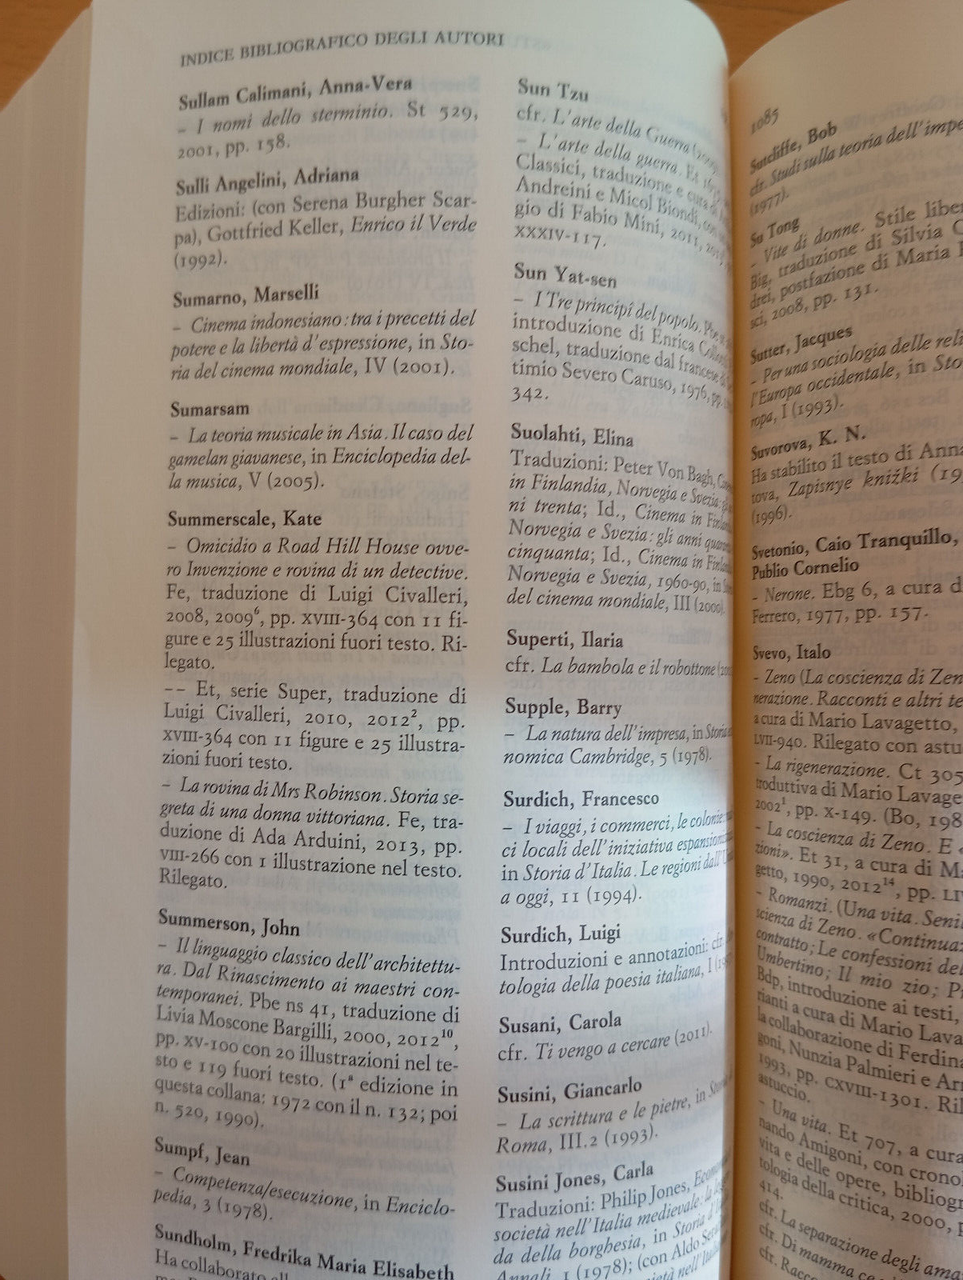 INDICE BIBLIOGRAFICO DEGLI AUTORI
Sullam Calimani, Anna-Vera
– I nomi dello sterminio. St 529,
2001, pp. 158.
Sulli Angelini, Adriana
Edizioni: (con Serena Burgher Scar-
pa), Gottfried Keller, Enrico il Verde
(1992).
Sumarno, Marselli
– Cinema indonesiano: tra i precetti del
potere e la libertà d'espressione, in Sto-
ria del cinema mondiale, IV (2001).
Sumarsam
– La teoria musicale in Asia. Il caso del
gamelan giavanese, in Enciclopedia del-
la musica, V (2005).
Summerscale, Kate
– Omicidio a Road Hill House ovve-
ro Invenzione e rovina di un detective.
Fe, traduzione di Luigi Civalleri,
2008, 2009⁶, pp. XVIII-364 con 11 fi-
gure e 25 illustrazioni fuori testo. Ri-
legato.
–– Et, serie Super, traduzione di
Luigi Civalleri, 2010, 2012², pp.
XVIII-364 con 11 figure e 25 illustra-
zioni fuori testo.
– La rovina di Mrs Robinson. Storia se-
greta di una donna vittoriana. Fe, tra-
duzione di Ada Arduini, 2013, pp.
VIII-266 con 1 illustrazione nel testo.
Rilegato.
Summerson, John
– Il linguaggio classico dell'architettu-
ra. Dal Rinascimento ai maestri con-
temporanei. Pbe ns 41, traduzione di
Livia Moscone Bargilli, 2000, 2012¹⁰,
pp. XV-100 con 20 illustrazioni nel te-
sto e 119 fuori testo. (1ª edizione in
questa collana: 1972 con il n. 132; poi
n. 520, 1990).
Sumpf, Jean
– Competenza/esecuzione, in Enciclo-
pedia, 3 (1978).
Sundholm, Fredrika Maria Elisabeth
Ha collaborato
Sun Tzu
cfr. L'arte della Guerra
– L'arte della guerra. Et
Classici, traduzione e cura di
Andreini e Micol Biondi, con
gio di Fabio Mini, 2011,
XXXIV-117.
Sun Yat-sen
– I Tre principî del popolo.
introduzione di Enrica
schel, traduzione dal francese
timio Severo Caruso, 1976, pp.
342.
Suolahti, Elina
Traduzioni: Peter Von Bagh,
in Finlandia, Norvegia e Svezia: gli
ni trenta; Id., Cinema in
Norvegia e Svezia: gli anni
cinquanta; Id., Cinema in
Norvegia e Svezia, 1960-90, in
del cinema mondiale, III (2000).
Superti, Ilaria
cfr. La bambola e il robottone
Supple, Barry
– La natura dell'impresa, in Storia
nomica Cambridge, 5 (1978).
Surdich, Francesco
– I viaggi, i commerci, le colonie:
ci locali dell'iniziativa
in Storia d'Italia. Le regioni
a oggi, 11 (1994).
Surdich, Luigi
Introduzioni e annotazioni: cfr.
tologia della poesia italiana, I
Susani, Carola
cfr. Ti vengo a cercare (2011).
Susini, Giancarlo
– La scrittura e le pietre, in
Roma, III.2 (1993).
Susini Jones, Carla
Traduzioni: Philip Jones,
società nell'Italia medievale: la
da della borghesia, in Storia d'
Annali, 1 (1978); (con Aldo
società nell'
1085
Sutcliffe, Bob
cfr. Studi sulla teoria
(1977).
Su Tong
– Vite di donne. Stile
Big, traduzione di Silvia
drei, postfazione di Maria
sci, 2008, pp. 131.
Sutter, Jacques
– Per una sociologia delle
l'Europa occidentale, in
ropa, I (1993).
Suvorova, K. N.
Ha stabilito il testo di
tova, Zapisnye knižki
(1996).
Svetonio, Caio Tranquillo,
Publio Cornelio
– Nerone. Ebg 6, a cura
Ferrero, 1977, pp. 157.
Svevo, Italo
– Zeno (La coscienza di
nerazione. Racconti e altri
a cura di Mario Lavagetto,
LVII-940. Rilegato con
– La rigenerazione. Ct 305
troduttiva di Mario
2002¹, pp. X-149. (Bo,
– La coscienza di Zeno. E
zioni». Et 31, a cura di
getto, 1990, 2012¹⁴, pp.
– Romanzi. (Una vita.
scienza di Zeno.
contratto; Le confessioni
Umbertino; Il mio zio;
Bdp, introduzione ai testi,
rianti a cura di Mario
la collaborazione di
goni, Nunzia Palmieri e
1993, pp. CXVIII-1301.
astuccio.
– Una vita. Et 707, a cura
nando Amigoni, con
vita e delle opere,
tologia della critica, 2000,
414.
cfr. La separazione degli
cfr. Di mamma
cfr.